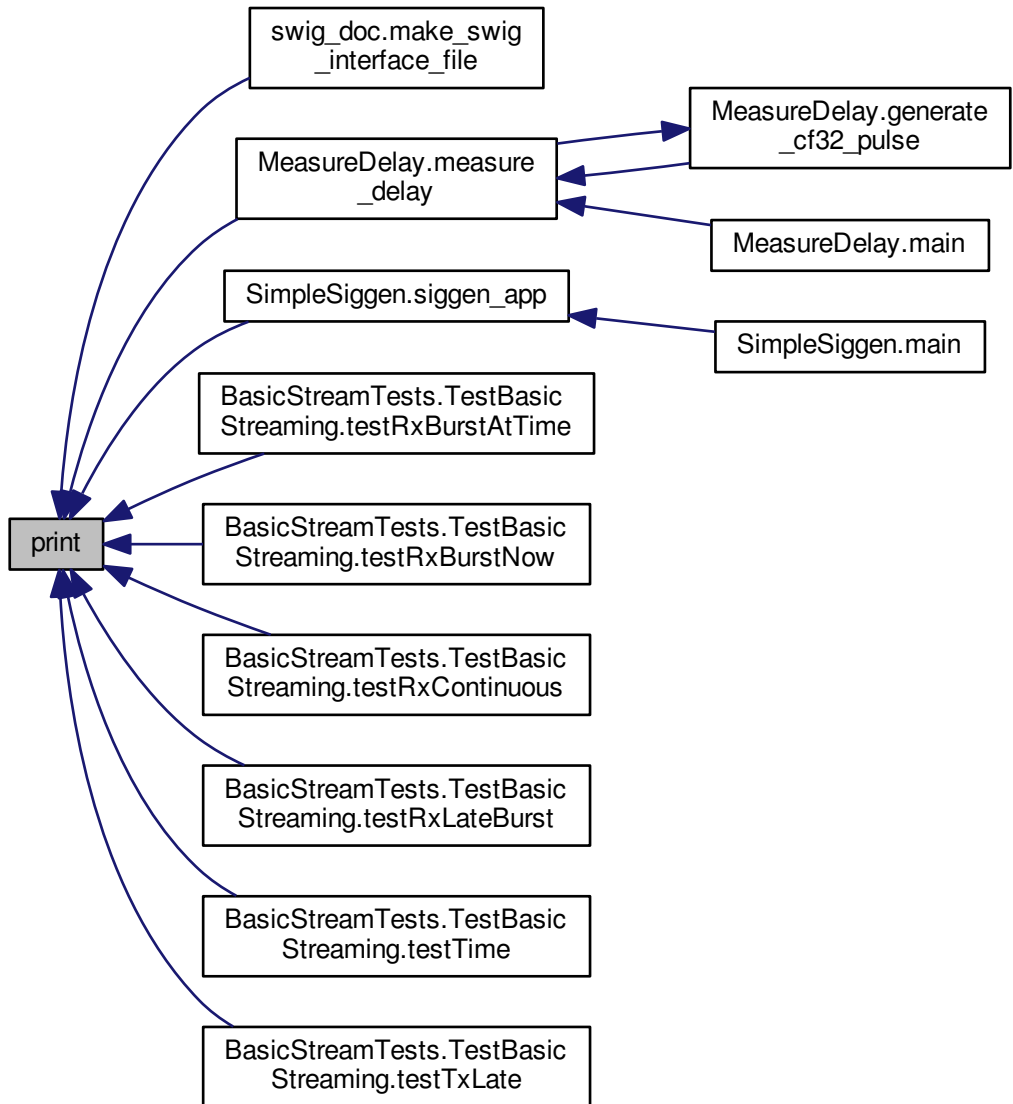 swig_doc.make_swig
_interface_file
MeasureDelay.generate
_cf32_pulse
MeasureDelay.measure
_delay
MeasureDelay.main
SimpleSiggen.siggen_app
SimpleSiggen.main
BasicStreamTests.TestBasic
Streaming.testRxBurstAtTime
print
BasicStreamTests.TestBasic
Streaming.testRxBurstNow
BasicStreamTests.TestBasic
Streaming.testRxContinuous
BasicStreamTests.TestBasic
Streaming.testRxLateBurst
BasicStreamTests.TestBasic
Streaming.testTime
BasicStreamTests.TestBasic
Streaming.testTxLate